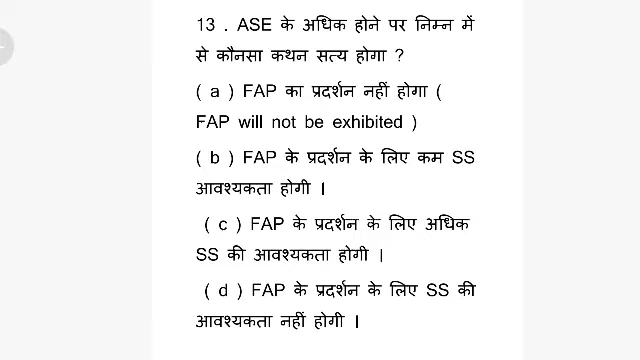 13 . ASE के अधिक होने पर निम्न में
से कौनसा कथन सत्य होगा ?
( a ) FAP का प्रदर्शन नहीं होगा (
FAP will not be exhibited )
( b ) FAP के प्रदर्शन के लिए कम SS
आवश्यकता होगी ।
( c ) FAP के प्रदर्शन के लिए अधिक
SS की आवश्यकता होगी ।
( d ) FAP के प्रदर्शन के लिए SS की
आवश्यकता नहीं होगी ।